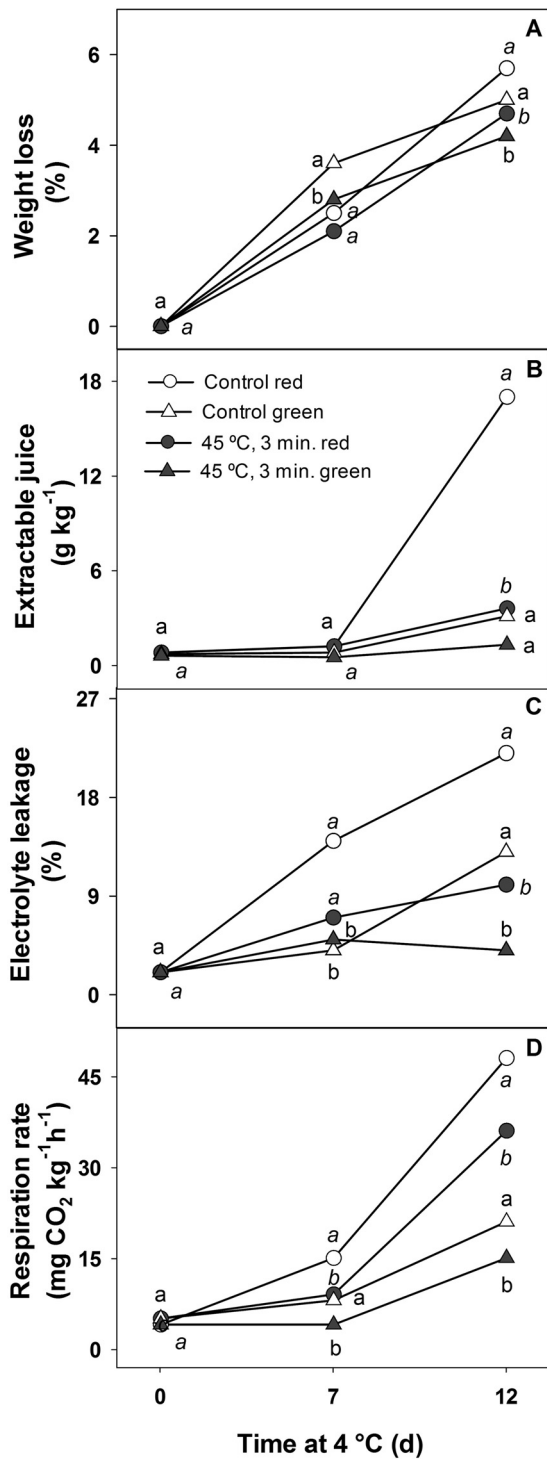 A
6
4
2
0
Weight loss
(%)
a
a
a
a
b
b
a
b
a
a
a
a
B
18
12
6
0
Extractable juice
(g kg⁻¹)
Control red
Control green
45 ºC, 3 min. red
45 ºC, 3 min. green
a
b
a
a
a
a
a
a
C
27
18
9
0
Electrolyte leakage
(%)
a
a
a
b
a
b
b
b
a
a
D
45
30
15
0
Respiration rate
(mg CO₂ kg⁻¹h⁻¹)
a
b
a
a
b
a
b
b
a
a
0
7
12
Time at 4 °C (d)